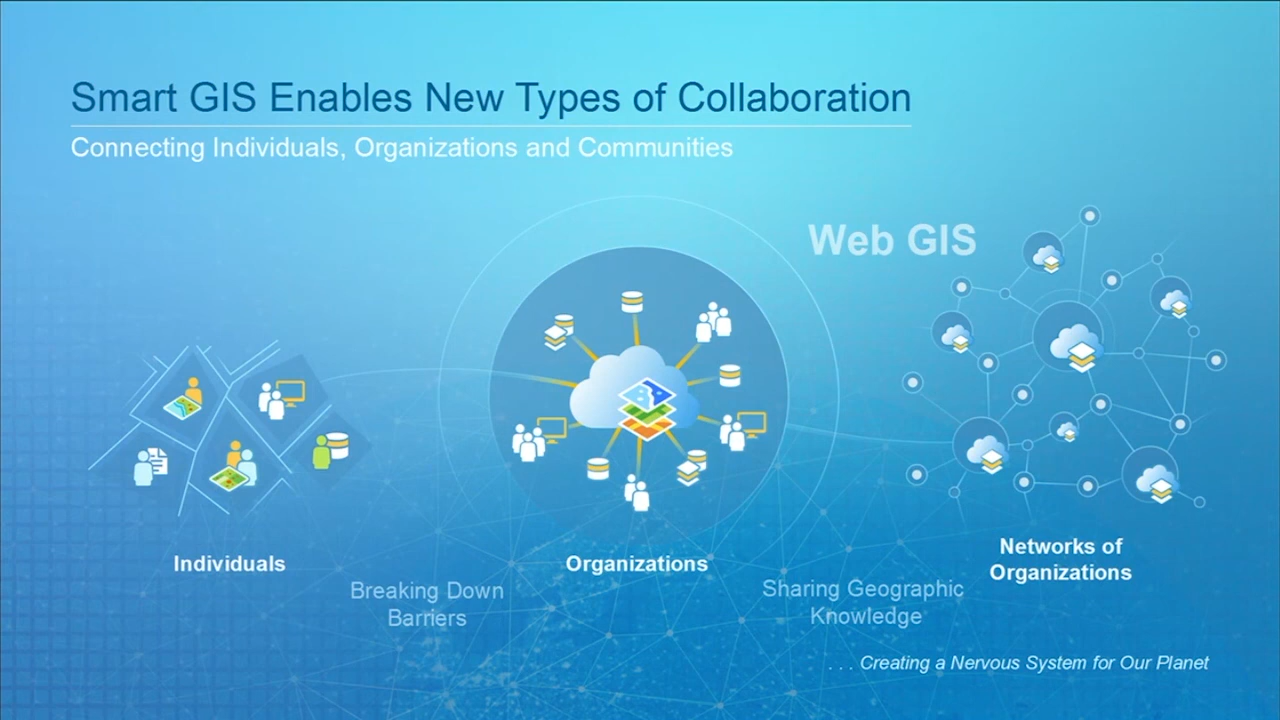 Smart GIS Enables New Types of Collaboration
Connecting Individuals, Organizations and Communities
Web GIS
Individuals
Breaking Down
Barriers
Organizations
Sharing Geographic
Knowledge
Networks of
Organizations
. . . Creating a Nervous System for Our Planet